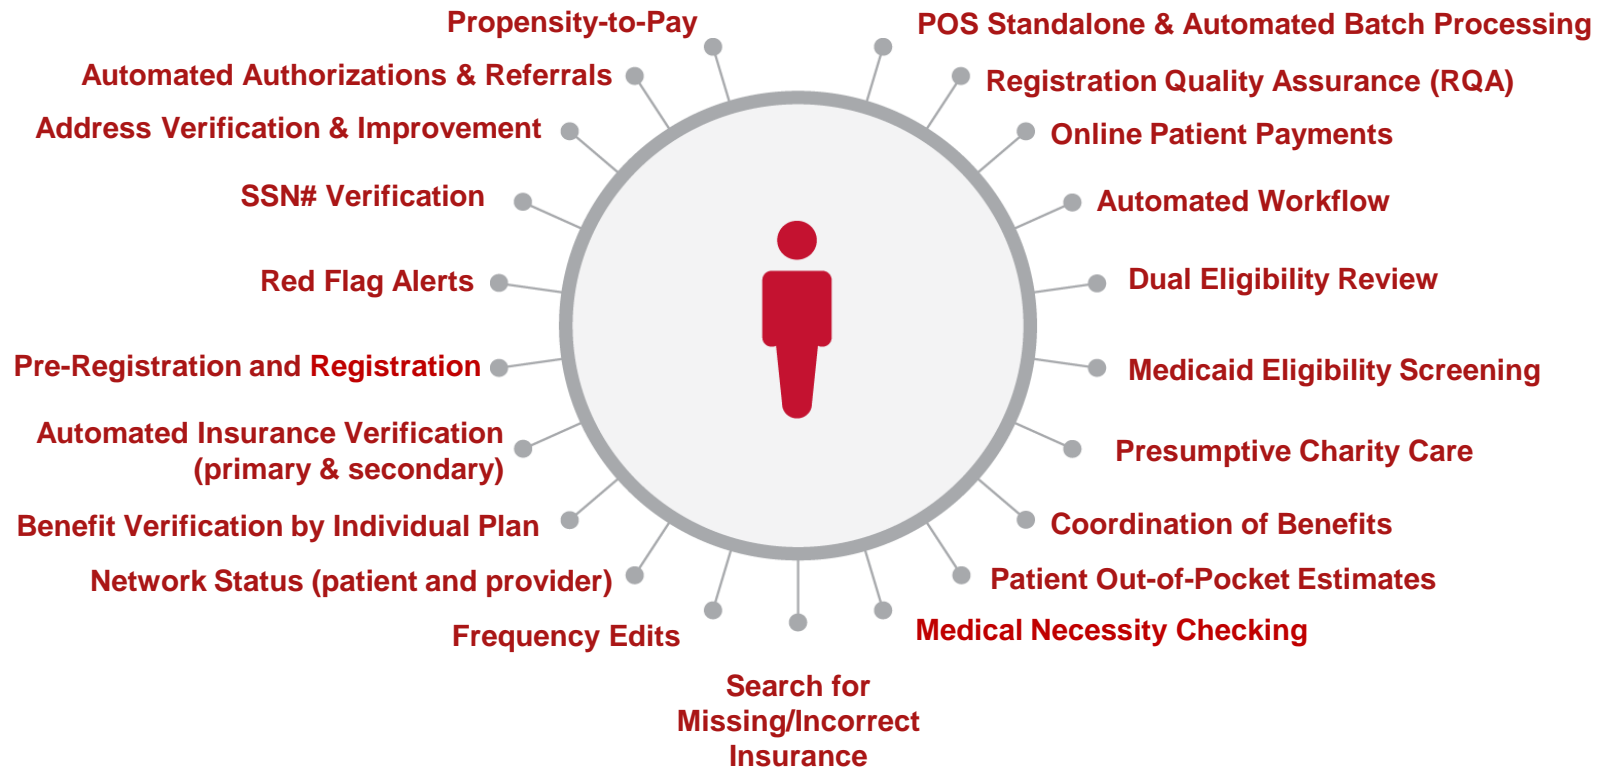 Propensity-to-Pay
POS Standalone & Automated Batch Processing
Automated Authorizations & Referrals
Registration Quality Assurance (RQA)
Address Verification & Improvement
Online Patient Payments
SSN# Verification
Automated Workflow
Red Flag Alerts
Dual Eligibility Review
Pre-Registration and Registration
Medicaid Eligibility Screening
Automated Insurance Verification
(primary & secondary)
Presumptive Charity Care
Benefit Verification by Individual Plan
Coordination of Benefits
Network Status (patient and provider)
Patient Out-of-Pocket Estimates
Frequency Edits
Medical Necessity Checking
Search for
Missing/Incorrect
Insurance